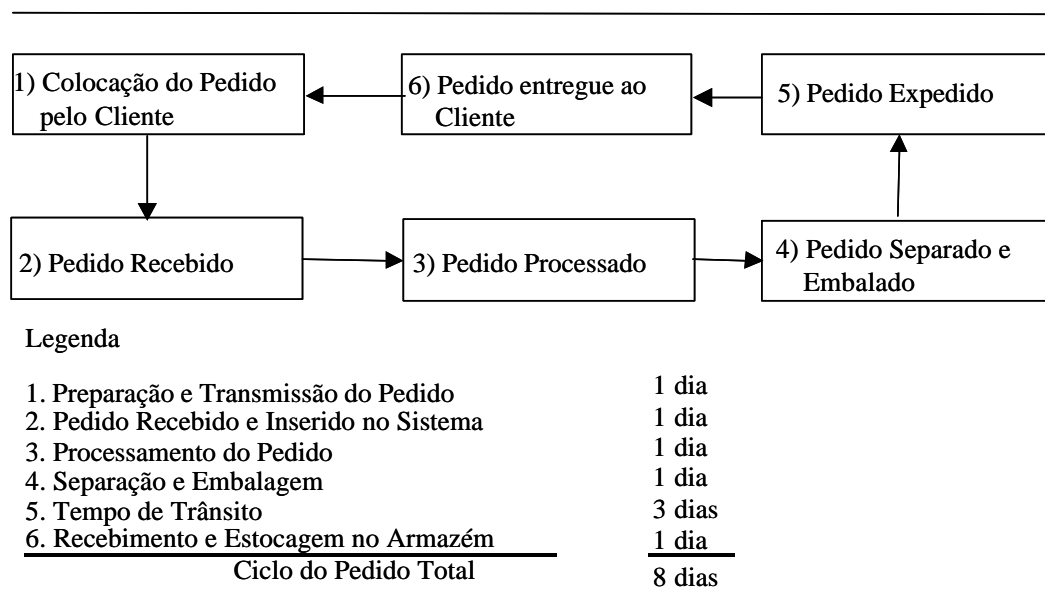 1) Colocação do Pedido
pelo Cliente
6) Pedido entregue ao
Cliente
5) Pedido Expedido
2) Pedido Recebido
3) Pedido Processado
4) Pedido Separado e
Embalado
Legenda
1. Preparação e Transmissão do Pedido 1 dia
2. Pedido Recebido e Inserido no Sistema 1 dia
3. Processamento do Pedido 1 dia
4. Separação e Embalagem 1 dia
5. Tempo de Trânsito 3 dias
6. Recebimento e Estocagem no Armazém 1 dia
Ciclo do Pedido Total 8 dias